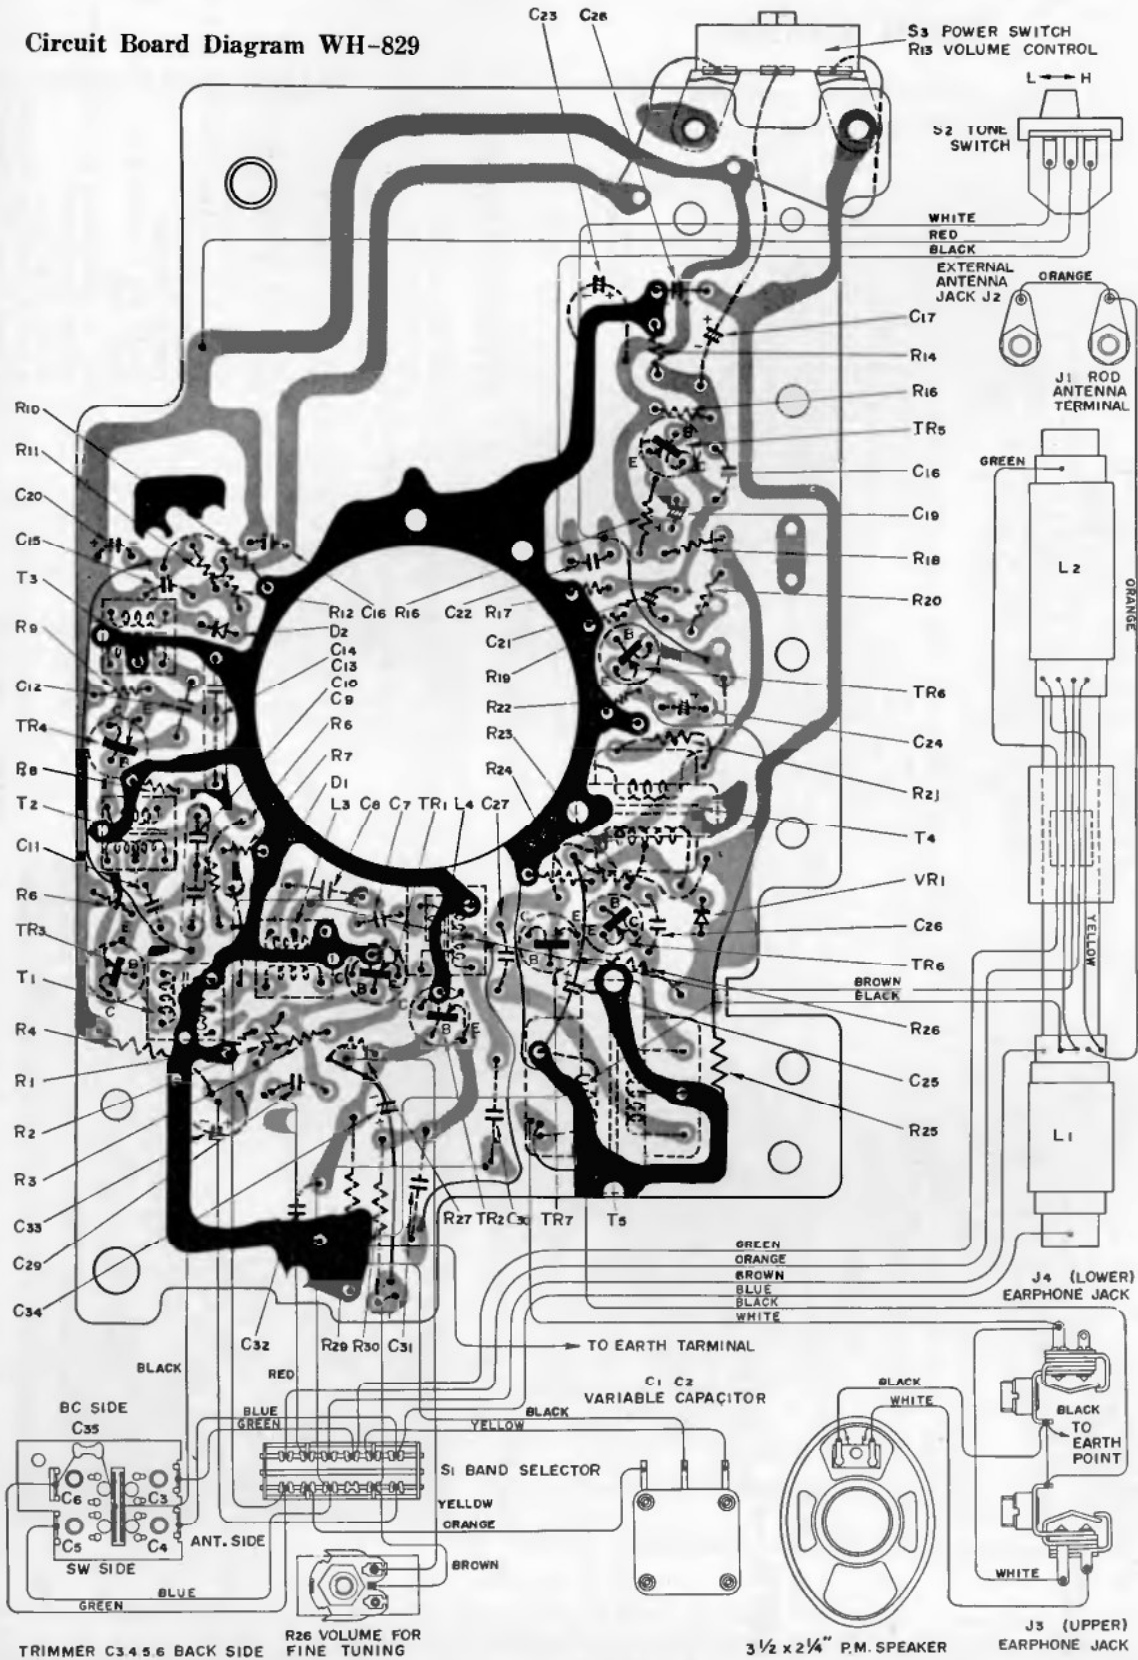 Circuit Board Diagram WH-829
C23 C28
S3 POWER SWITCH
R13 VOLUME CONTROL
L H
S2 TONE
SWITCH
WHITE
RED
BLACK
EXTERNAL
ANTENNA
JACK J2
ORANGE
J1 ROD
ANTENNA
TERMINAL
C17
R14
R16
TR5
C16
C19
R18
R20
TR6
C24
R21
T4
VR1
C26
TR6
R26
C25
R25
R10
R11
C20
C15
T3
R9
C12
TR4
R8
T2
C11
R6
TR3
T1
R4
R1
R2
R3
C33
C29
C34
R12 C16 R16 C22 R17
D2
C14
C13
C10
C9
R6
R7
D1
L3 C8 C7 TR1 L4 C27
C21
R19
R22
R23
R24
B
E
C
B
E
B
C
E
C
B
E
C
B
E
C
B
E
GREEN
L2
ORANGE
YELLOW
BROWN
BLACK
L1
R27 TR2 C30 TR7 T5
C32 R29 R30 C31
GREEN
ORANGE
BROWN
BLUE
BLACK
WHITE
J4 (LOWER)
EARPHONE JACK
TO EARTH TARMINAL
BLACK
RED
BC SIDE
C35
C6 C3
C5 C4
SW SIDE
ANT. SIDE
BLUE
GREEN
BLUE
GREEN
BLACK
YELLOW
S1 BAND SELECTOR
YELLOW
ORANGE
BROWN
C1 C2
VARIABLE CAPACITOR
BLACK
WHITE
BLACK
TO
EARTH
POINT
WHITE
TRIMMER C3.4.5.6 BACK SIDE
R26 VOLUME FOR
FINE TUNING
3 1/2 x 2 1/4" P.M. SPEAKER
J3 (UPPER)
EARPHONE JACK